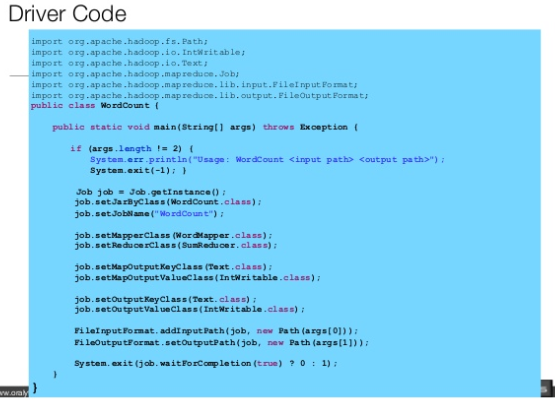 Driver Code
import org.apache.hadoop.fs.Path;
import org.apache.hadoop.io.IntWritable;
import org.apache.hadoop.io.Text;
import org.apache.hadoop.mapreduce.Job;
import org.apache.hadoop.mapreduce.lib.input.FileInputFormat;
import org.apache.hadoop.mapreduce.lib.output.FileOutputFormat;
public class WordCount {
public static void main(String[] args) throws Exception {
if (args.length != 2) {
System.err.println("Usage: WordCount <input path> <output path>");
System.exit(-1); }
Job job = Job.getInstance();
job.setJarByClass(WordCount.class);
job.setJobName("WordCount");
job.setMapperClass(WordMapper.class);
job.setReducerClass(SumReducer.class);
job.setMapOutputKeyClass(Text.class);
job.setMapOutputValueClass(IntWritable.class);
job.setOutputKeyClass(Text.class);
job.setOutputValueClass(IntWritable.class);
FileInputFormat.addInputPath(job, new Path(args[0]));
FileOutputFormat.setOutputPath(job, new Path(args[1]));
System.exit(job.waitForCompletion(true) ? 0 : 1);
}
}